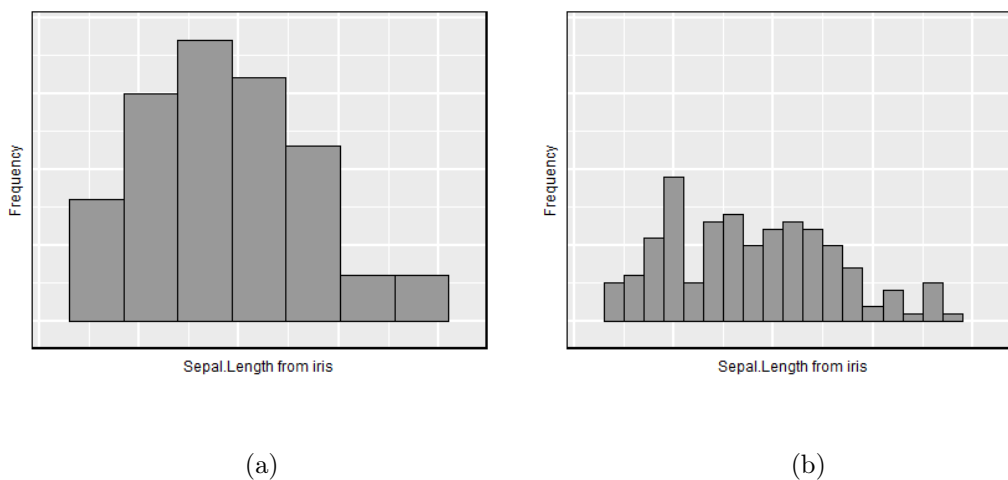 Frequency
Sepal.Length from iris
(a)
Frequency
Sepal.Length from iris
(b)